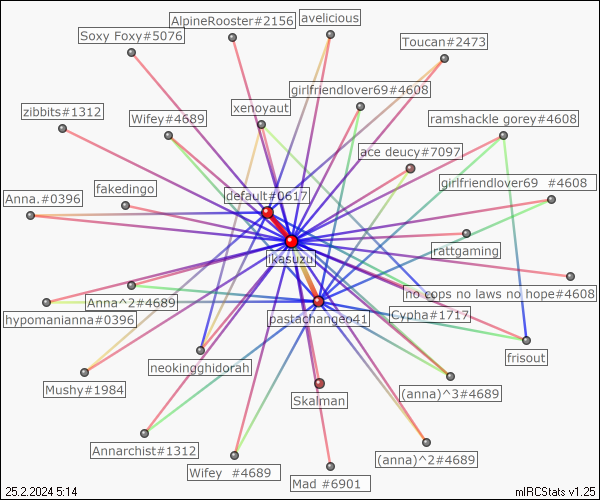 AlpineRooster#2156
avelicious
Soxy Foxy#5076
Toucan#2473
girlfriendlover69#4608
zibbits#1312
Wifey#4689
xenoyaut
ramshackle gorey#4608
ace deucy#7097
girlfriendlover69 #4608
Anna.#0396
fakedingo
default#0617
rattgaming
ikasuzu
no cops no laws no hope#4608
Anna^2#4689
hypomanianna#0396
pastachangeo41
Cypha#1717
frisout
neokingghidorah
Mushy#1984
Skalman
(anna)^3#4689
Annarchist#1312
(anna)^2#4689
Wifey #4689
Mad #6901
25.2.2024 5:14
mIRCStats v1.25